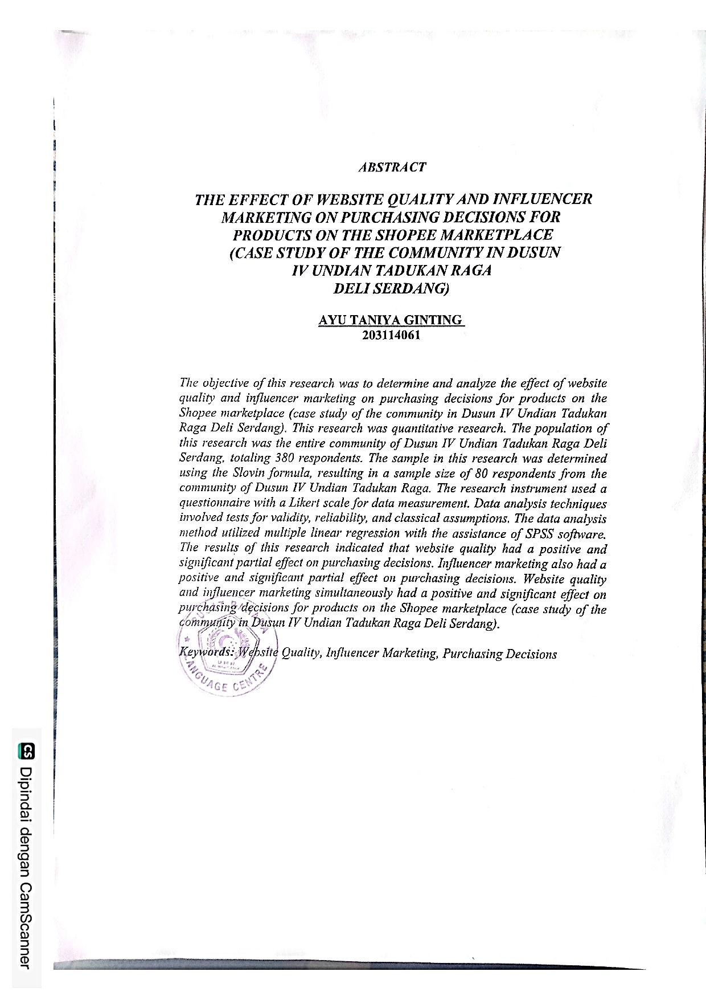 ABSTRACT
THE EFFECT OF WEBSITE QUALITY AND INFLUENCER
MARKETING ON PURCHASING DECISIONS FOR
PRODUCTS ON THE SHOPEE MARKETPLACE
(CASE STUDY OF THE COMMUNITY IN DUSUN
IV UNDIAN TADUKAN RAGA
DELI SERDANG)
AYU TANIYA GINTING
203114061
The objective of this research was to determine and analyze the effect of website
quality and influencer marketing on purchasing decisions for products on the
Shopee marketplace (case study of the community in Dusun IV Undian Tadukan
Raga Deli Serdang). This research was quantitative research. The population of
this research was the entire community of Dusun IV Undian Tadukan Raga Deli
Serdang, totaling 380 respondents. The sample in this research was determined
using the Slovin formula, resulting in a sample size of 80 respondents from the
community of Dusun IV Undian Tadukan Raga. The research instrument used a
questionnaire with a Likert scale for data measurement. Data analysis techniques
involved tests for validity, reliability, and classical assumptions. The data analysis
method utilized multiple linear regression with the assistance of SPSS software.
The results of this research indicated that website quality had a positive and
significant partial effect on purchasing decisions. Influencer marketing also had a
positive and significant partial effect on purchasing decisions. Website quality
and influencer marketing simultaneously had a positive and significant effect on
purchasing decisions for products on the Shopee marketplace (case study of the
community in Dusun IV Undian Tadukan Raga Deli Serdang).
Keywords: Website Quality, Influencer Marketing, Purchasing Decisions
LANGUAGE CENTRE
CS Dipindai dengan CamScanner